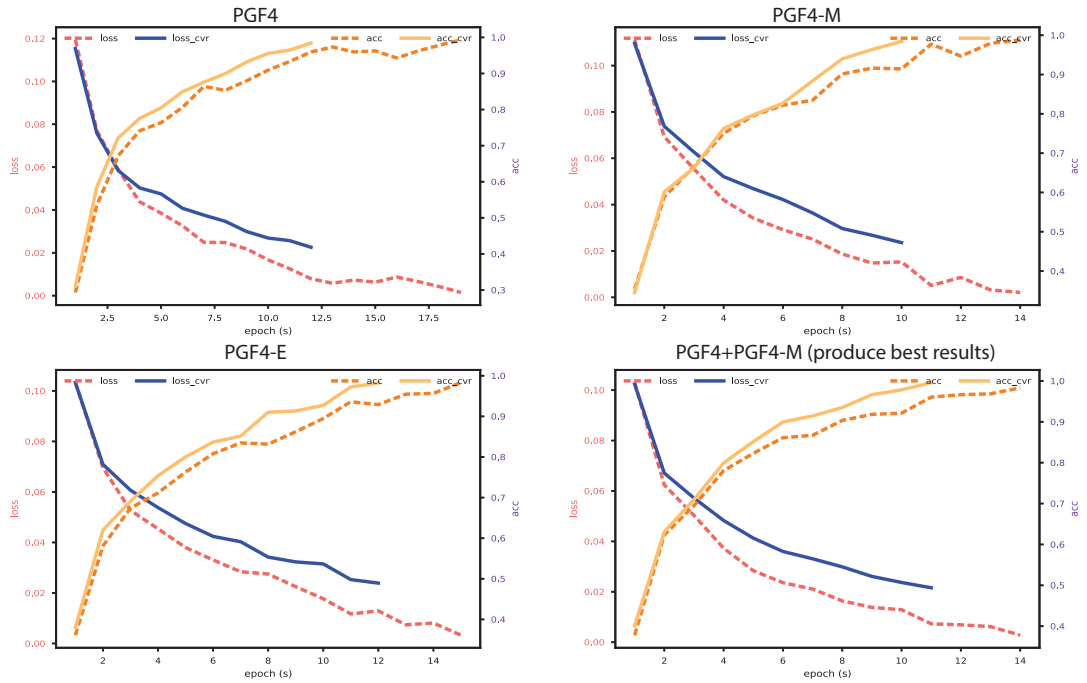 PGF4
loss loss_cvr acc acc_cvr
0.12
0.10
0.08
0.06
0.04
0.02
0.00
loss
1.0
0.9
0.8
0.7
0.6
0.5
0.4
0.3
acc
2.5 5.0 7.5 10.0 12.5 15.0 17.5
epoch (s)
PGF4-M
loss loss_cvr acc acc_cvr
0.10
0.08
0.06
0.04
0.02
0.00
loss
1.0
0.9
0.8
0.7
0.6
0.5
0.4
acc
2 4 6 8 10 12 14
epoch (s)
PGF4-E
loss loss_cvr acc acc_cvr
0.10
0.08
0.06
0.04
0.02
0.00
loss
1.0
0.9
0.8
0.7
0.6
0.5
0.4
acc
2 4 6 8 10 12 14
epoch (s)
PGF4+PGF4-M (produce best results)
loss loss_cvr acc acc_cvr
0.10
0.08
0.06
0.04
0.02
0.00
loss
1.0
0.9
0.8
0.7
0.6
0.5
0.4
acc
2 4 6 8 10 12 14
epoch (s)